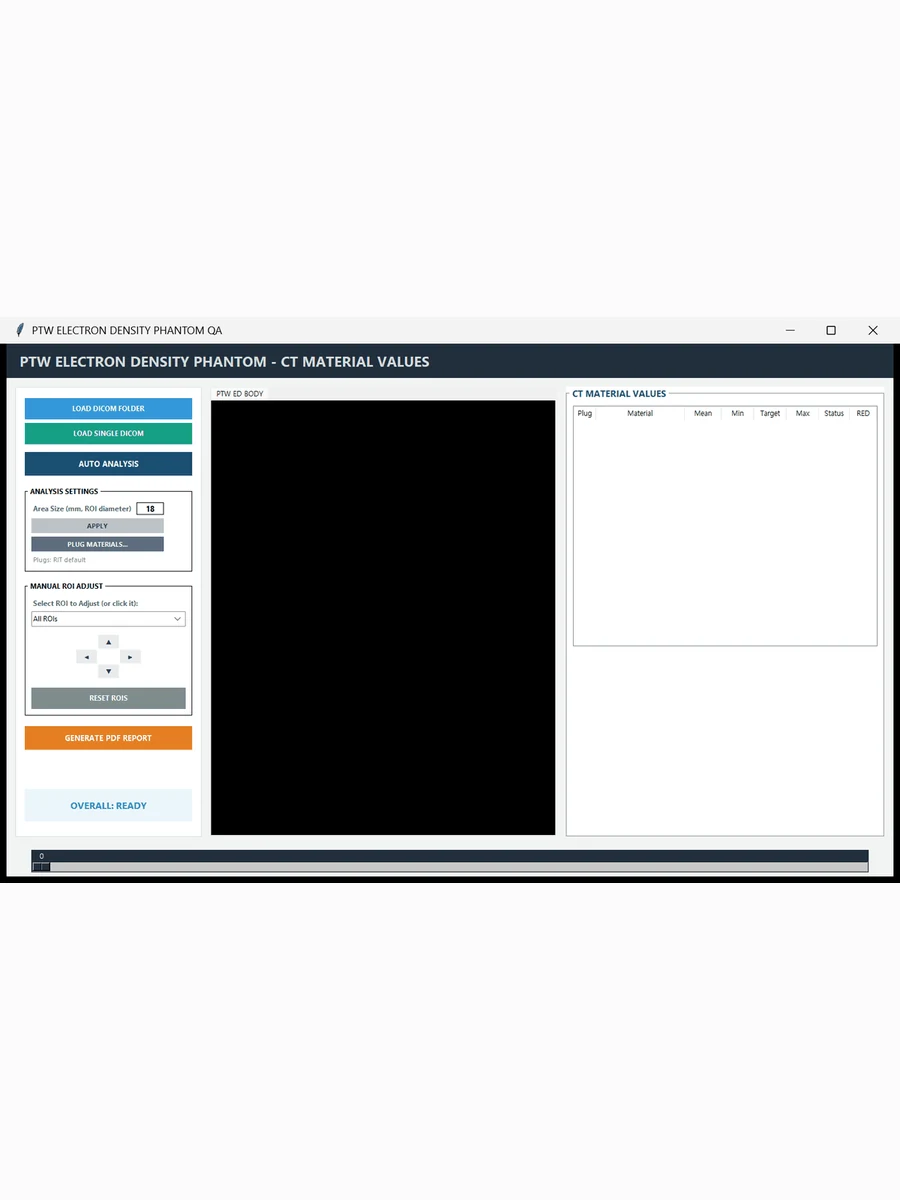 PTW ELECTRON DENSITY PHANTOM QA
PTW ELECTRON DENSITY PHANTOM - CT MATERIAL VALUES
LOAD DICOM FOLDER
LOAD SINGLE DICOM
AUTO ANALYSIS
ANALYSIS SETTINGS
Area Size (mm, ROI diameter) 18
APPLY
PLUG MATERIALS...
Plugs: RIT default
MANUAL ROI ADJUST
Select ROI to Adjust (or click it):
All ROIs
RESET ROIS
GENERATE PDF REPORT
OVERALL: READY
PTW ED BODY
CT MATERIAL VALUES
Plug Material Mean Min Target Max Status RED
0